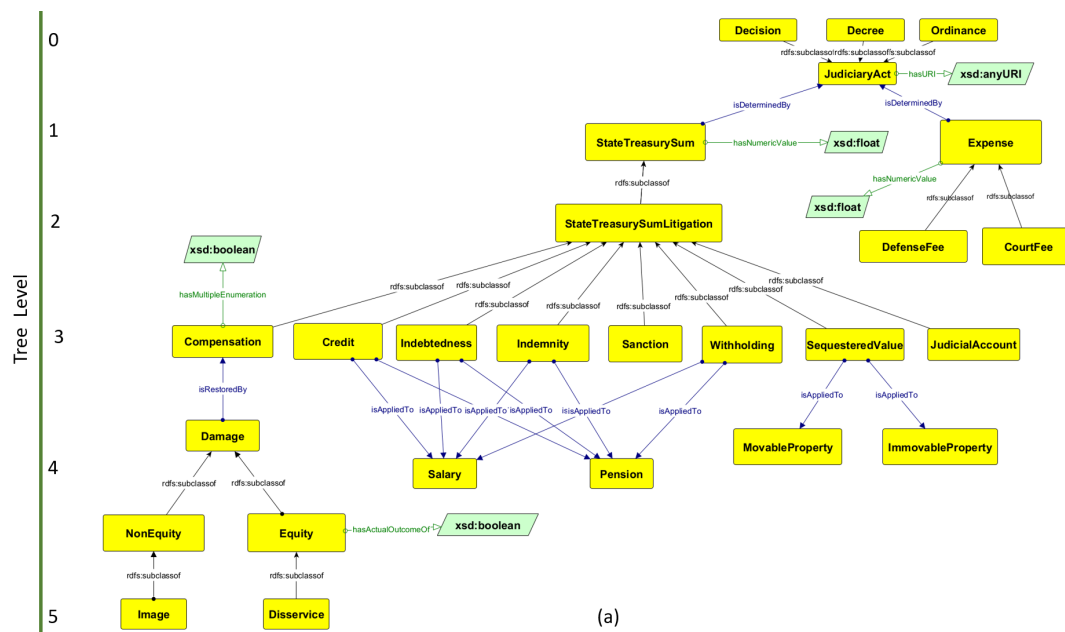 0
Decision
Decree
Ordinance
rdfs:subclassof
rdfs:subclassof
rdfs:subclassof
JudiciaryAct
hasURI
xsd:anyURI
isDeterminedBy
isDeterminedBy
1
StateTreasurySum
hasNumericValue
xsd:float
Expense
hasNumericValue
rdfs:subclassof
xsd:float
rdfs:subclassof
rdfs:subclassof
2
StateTreasurySumLitigation
DefenseFee
CourtFee
xsd:boolean
hasMultipleEnumeration
rdfs:subclassof
rdfs:subclassof
rdfs:subclassof
rdfs:subclassof
rdfs:subclassof
rdfs:subclassof
rdfs:subclassof
rdfs:subclassof
Tree Level
3
Compensation
Credit
Indebtedness
Indemnity
Sanction
Withholding
SequesteredValue
JudicialAccount
isRestoredBy
isAppliedTo
isAppliedTo
isAppliedTo
isAppliedTo
isisAppliedTo
isAppliedTo
isAppliedTo
isAppliedTo
Damage
MovableProperty
ImmovableProperty
4
Salary
Pension
rdfs:subclassof
rdfs:subclassof
NonEquity
Equity
hasActualOutcomeOf
xsd:boolean
rdfs:subclassof
rdfs:subclassof
5
Image
Disservice
(a)